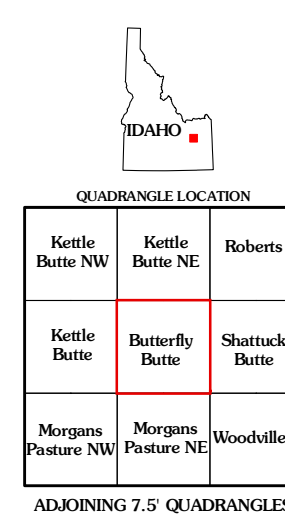 IDAHO
QUADRANGLE LOCATION
Kettle
Butte NW
Kettle
Butte NE
Roberts
Kettle
Butte
Butterfly
Butte
Shattuck
Butte
Morgans
Pasture NW
Morgans
Pasture NE
Woodville
ADJOINING 7.5' QUADRANGLES